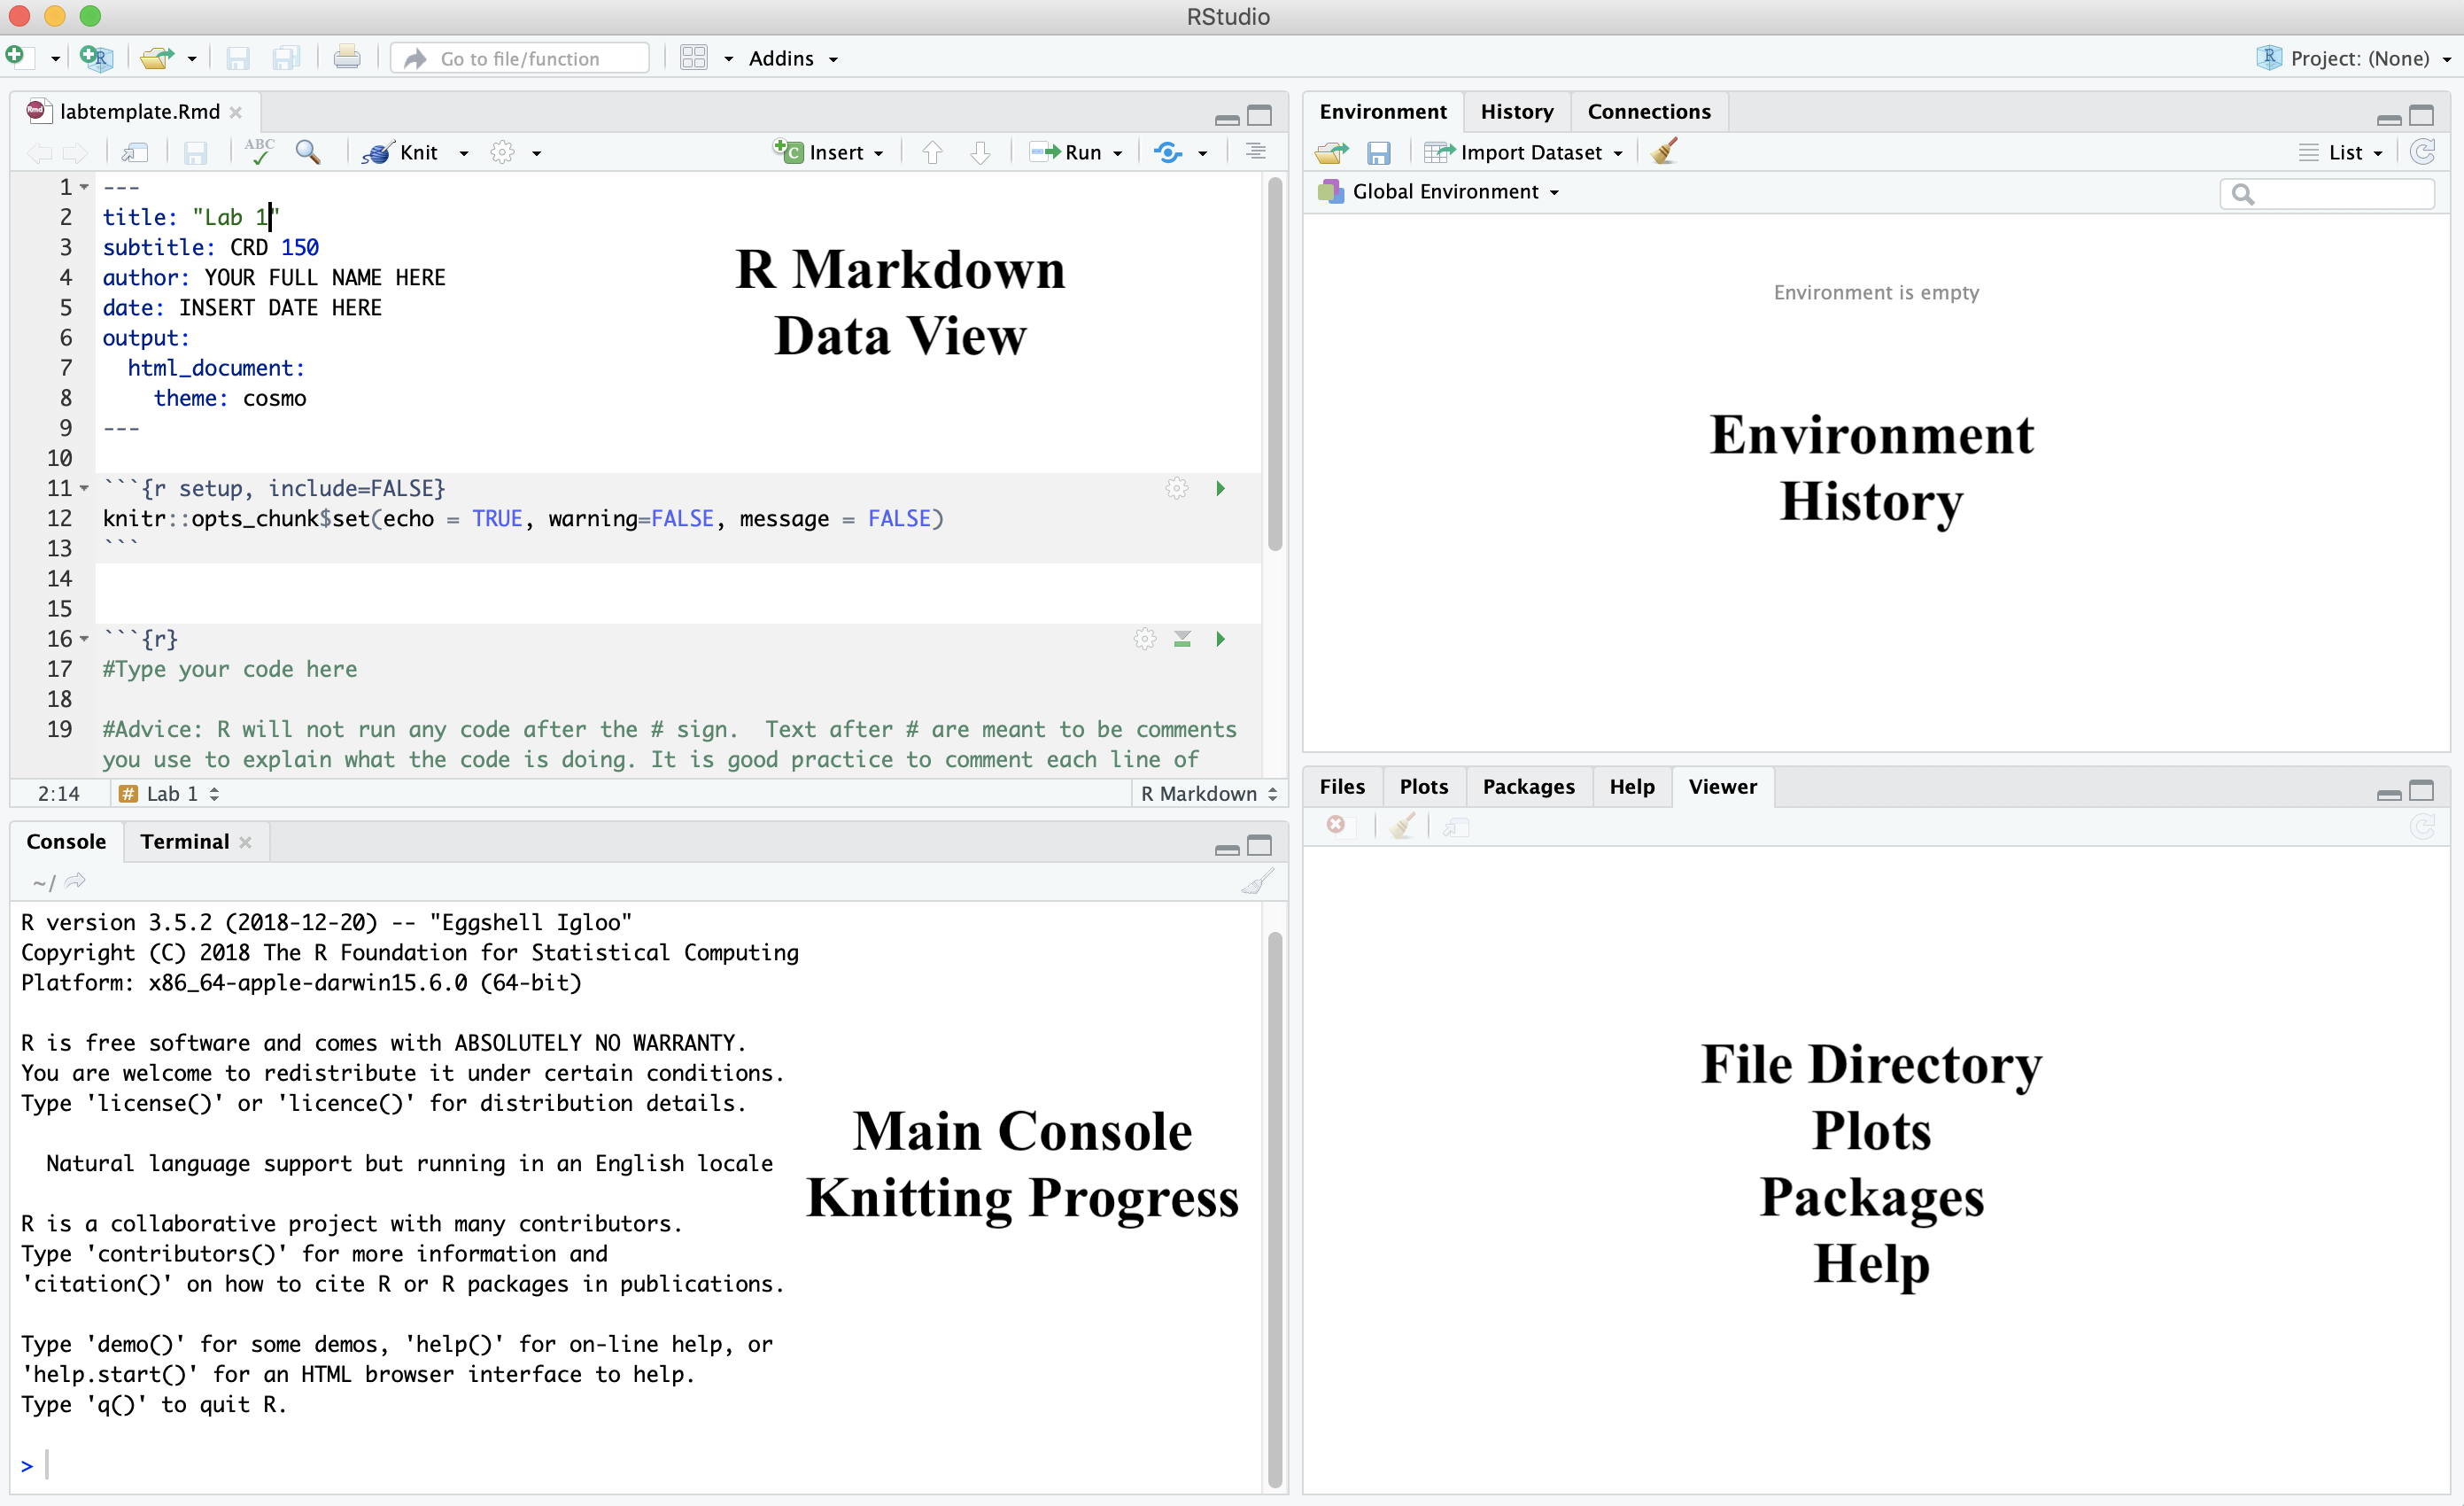 RStudio
Go to file/function
Addins
Project: (None)
labtemplate.Rmd
ABC
Knit
Insert
Run
1 ---
2 title: "Lab 1"
3 subtitle: CRD 150
4 author: YOUR FULL NAME HERE
5 date: INSERT DATE HERE
6 output:
7   html_document:
8     theme: cosmo
9 ---
10
11 ```{r setup, include=FALSE}
12 knitr::opts_chunk$set(echo = TRUE, warning=FALSE, message = FALSE)
13 ```
14
15
16 ```{r}
17 #Type your code here
18
19 #Advice: R will not run any code after the # sign.  Text after # are meant to be comments
you use to explain what the code is doing. It is good practice to comment each line of
R Markdown
Data View
2:14 # Lab 1 R Markdown
Environment History Connections
Import Dataset List
Global Environment
Environment is empty
Environment
History
Console Terminal
~/
R version 3.5.2 (2018-12-20) -- "Eggshell Igloo"
Copyright (C) 2018 The R Foundation for Statistical Computing
Platform: x86_64-apple-darwin15.6.0 (64-bit)
R is free software and comes with ABSOLUTELY NO WARRANTY.
You are welcome to redistribute it under certain conditions.
Type 'license()' or 'licence()' for distribution details.
Natural language support but running in an English locale
R is a collaborative project with many contributors.
Type 'contributors()' for more information and
'citation()' on how to cite R or R packages in publications.
Type 'demo()' for some demos, 'help()' for on-line help, or
'help.start()' for an HTML browser interface to help.
Type 'q()' to quit R.
>
Main Console
Knitting Progress
Files Plots Packages Help Viewer
File Directory
Plots
Packages
Help